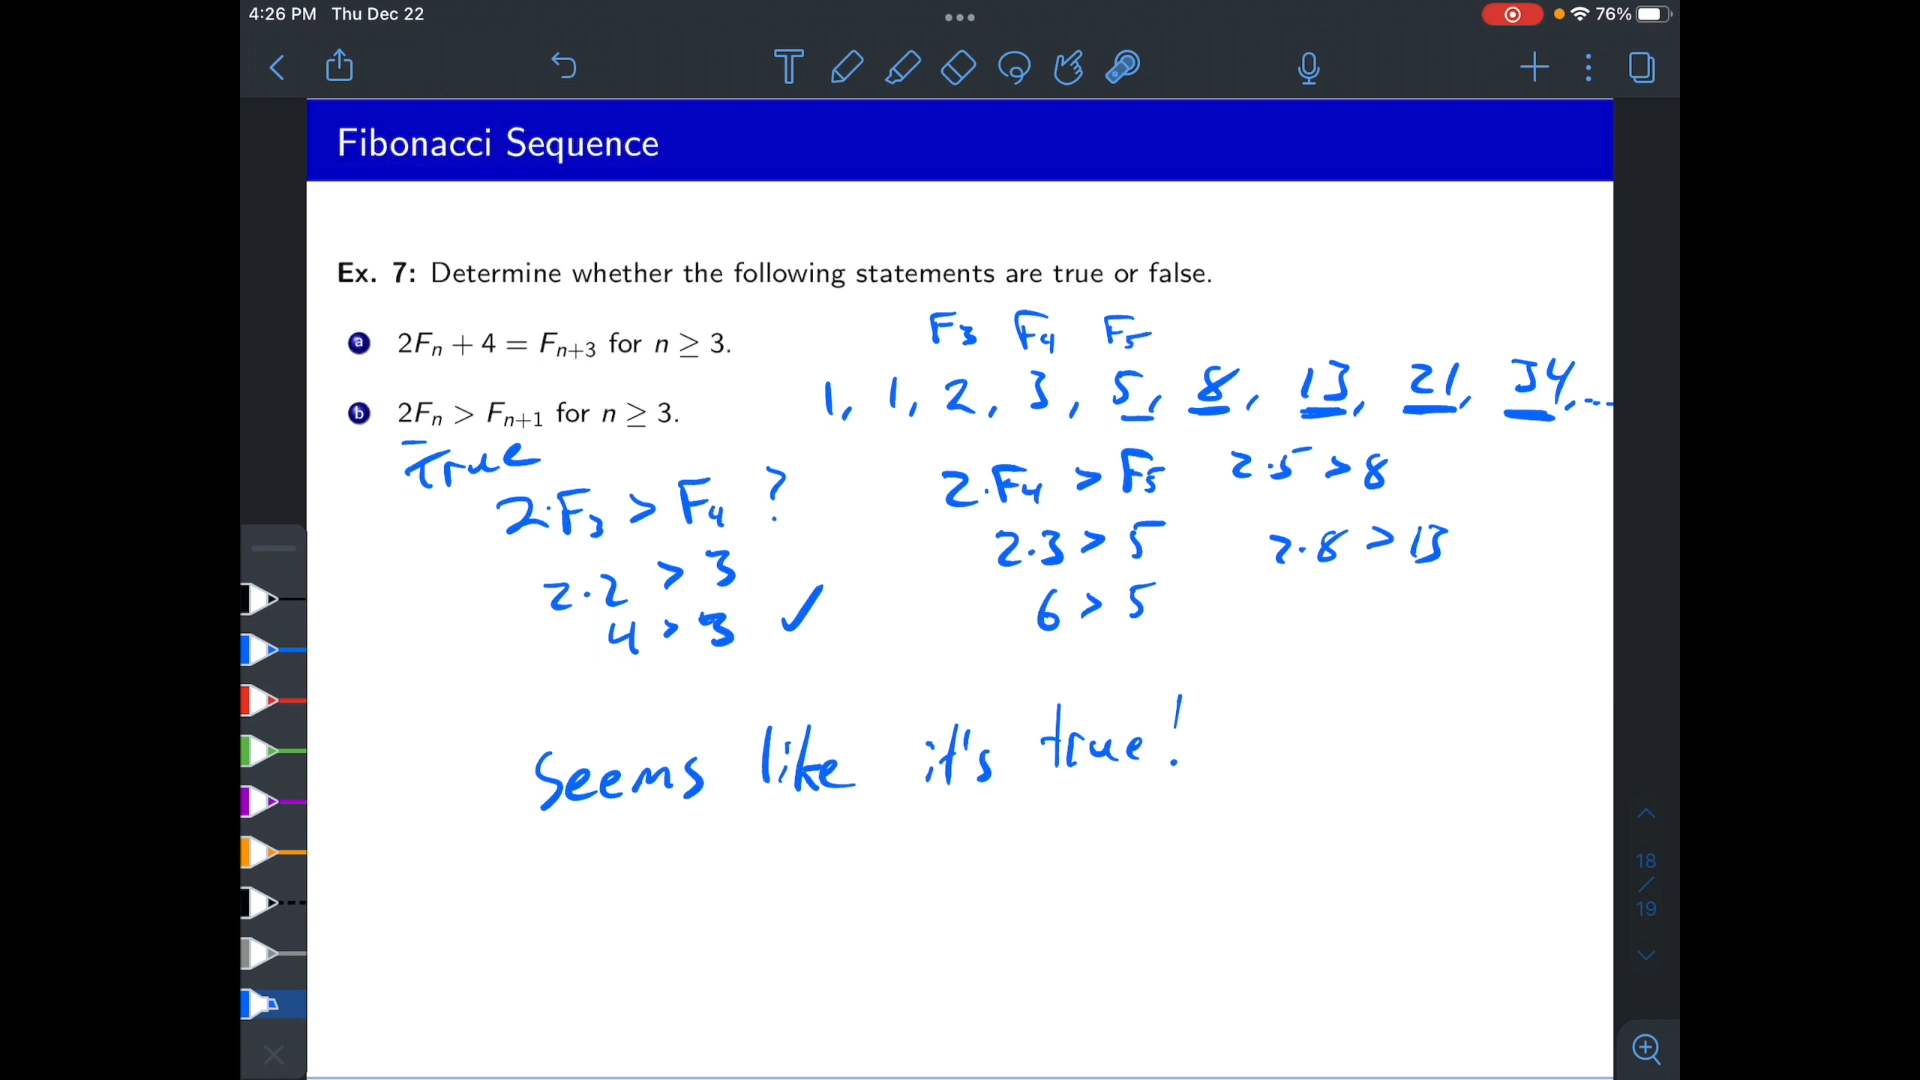 4:26 PM Thu Dec 22
76%
Fibonacci Sequence
Ex. 7: Determine whether the following statements are true or false.
F3 F4 F5
a 2Fn + 4 = Fn+3 for n ≥ 3.
1, 1, 2, 3, 5, 8, 13, 21, 34, ...
b 2Fn > Fn+1 for n ≥ 3.
True
2·F3 > F4 ?
2·2 > 3
4 > 3 ✓
2·F4 > F5
2·3 > 5
6 > 5
2·5 > 8
2·8 > 13
Seems like it's true!
18
/
19